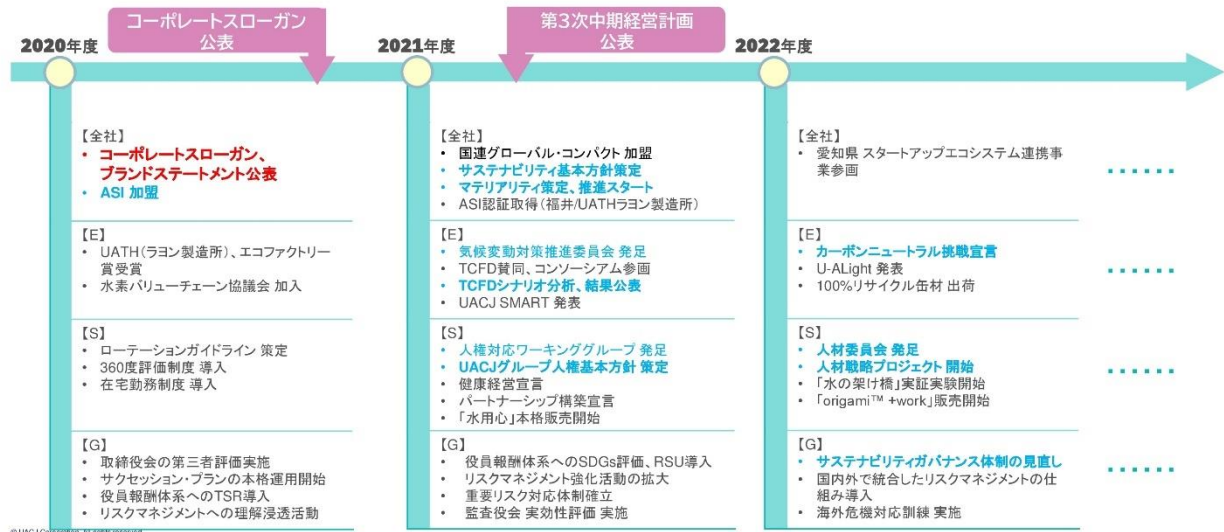 コーポレートスローガン
公表
第3次中期経営計画
公表
2020年度
2021年度
2022年度
【全社】
• コーポレートスローガン、
ブランドステートメント公表
• ASI 加盟
【E】
• UATH(ラヨン製造所)、エコファクトリー
賞受賞
• 水素バリューチェーン協議会 加入
【S】
• ローテーションガイドライン 策定
• 360度評価制度 導入
• 在宅勤務制度 導入
【G】
• 取締役会の第三者評価実施
• サクセッション・プランの本格運用開始
• 役員報酬体系へのTSR導入
• リスクマネジメントへの理解浸透活動
【全社】
• 国連グローバル・コンパクト 加盟
• サステナビリティ基本方針策定
• マテリアリティ策定、推進スタート
• ASI認証取得(福井/UATHラヨン製造所)
【E】
• 気候変動対策推進委員会 発足
• TCFD賛同、コンソーシアム参画
• TCFDシナリオ分析、結果公表
• UACJ SMART 発表
【S】
• 人権対応ワーキンググループ 発足
• UACJグループ人権基本方針 策定
• 健康経営宣言
• パートナーシップ構築宣言
• 「水用心」本格販売開始
【G】
• 役員報酬体系へのSDGs評価、RSU導入
• リスクマネジメント強化活動の拡大
• 重要リスク対応体制確立
• 監査役会 実効性評価 実施
【全社】
• 愛知県 スタートアップエコシステム連携事
業参画
【E】
• カーボンニュートラル挑戦宣言
• U-ALight 発表
• 100%リサイクル缶材 出荷
【S】
• 人材委員会 発足
• 人材戦略プロジェクト 開始
• 「水の架け橋」実証実験開始
• 「origami™ +work」販売開始
【G】
• サステナビリティガバナンス体制の見直し
• 国内外で統合したリスクマネジメントの仕
組み導入
• 海外危機対応訓練 実施